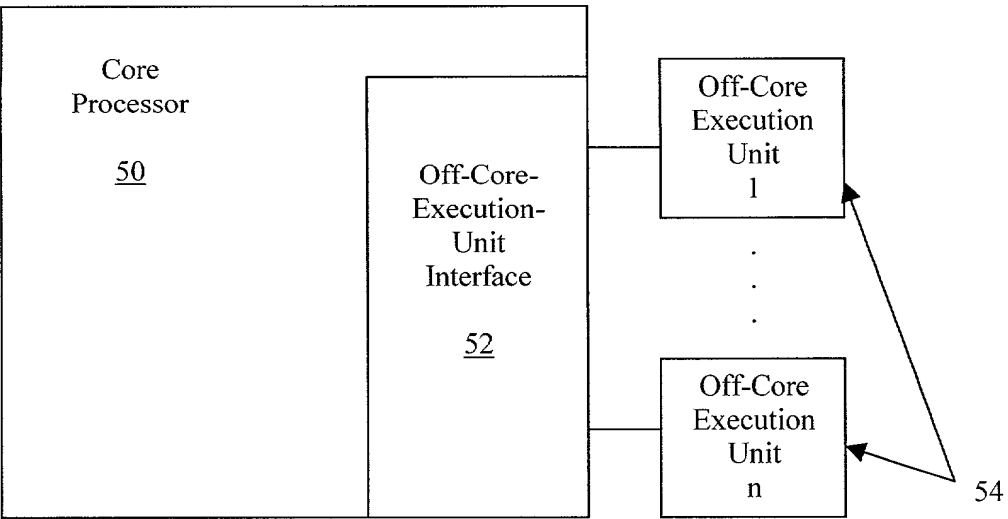 Core
Processor
50
Off-Core-
Execution-
Unit
Interface
52
Off-Core
Execution
Unit
1
.
.
.
Off-Core
Execution
Unit
n
54